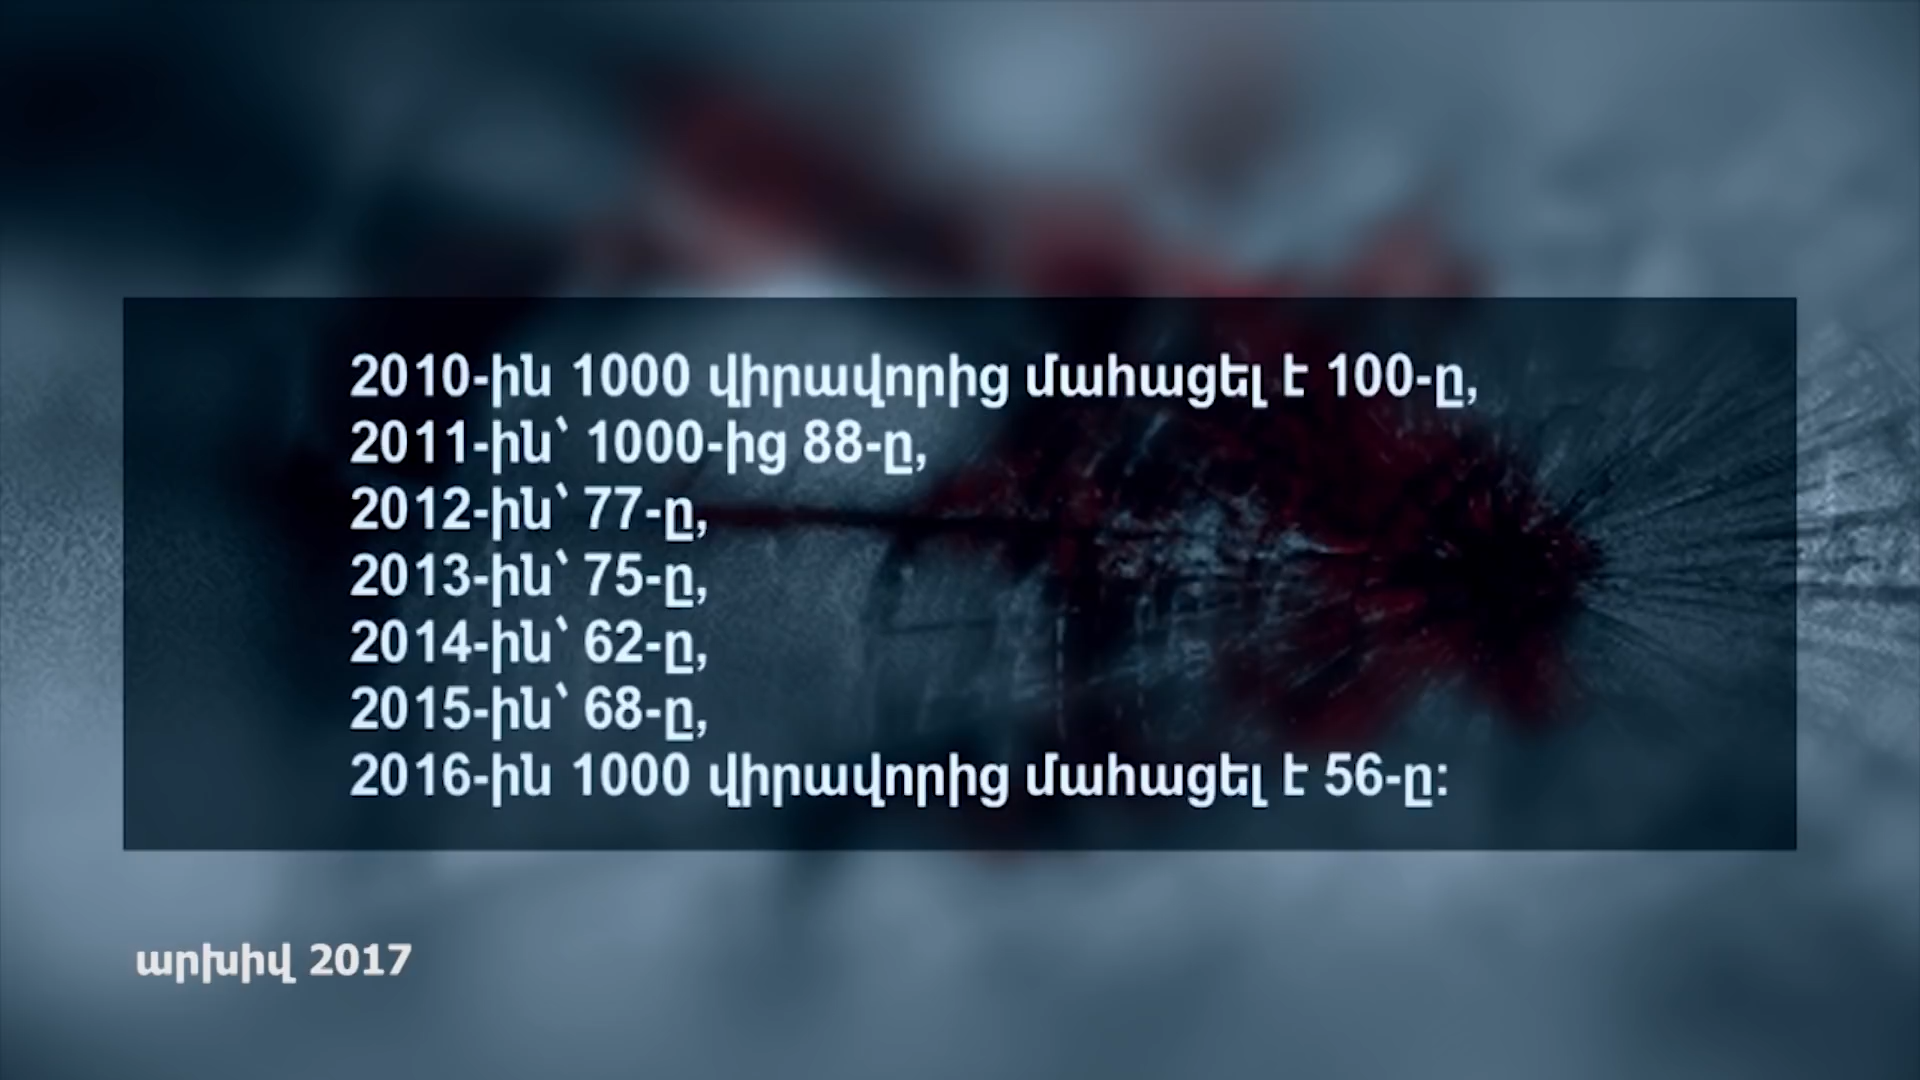 2010-ին 1000 վիրավորից մահացել է 100-ը,
2011-ին՝ 1000-ից 88-ը,
2012-ին՝ 77-ը,
2013-ին՝ 75-ը,
2014-ին՝ 62-ը,
2015-ին՝ 68-ը,
2016-ին 1000 վիրավորից մահացել է 56-ը:
արխիվ 2017